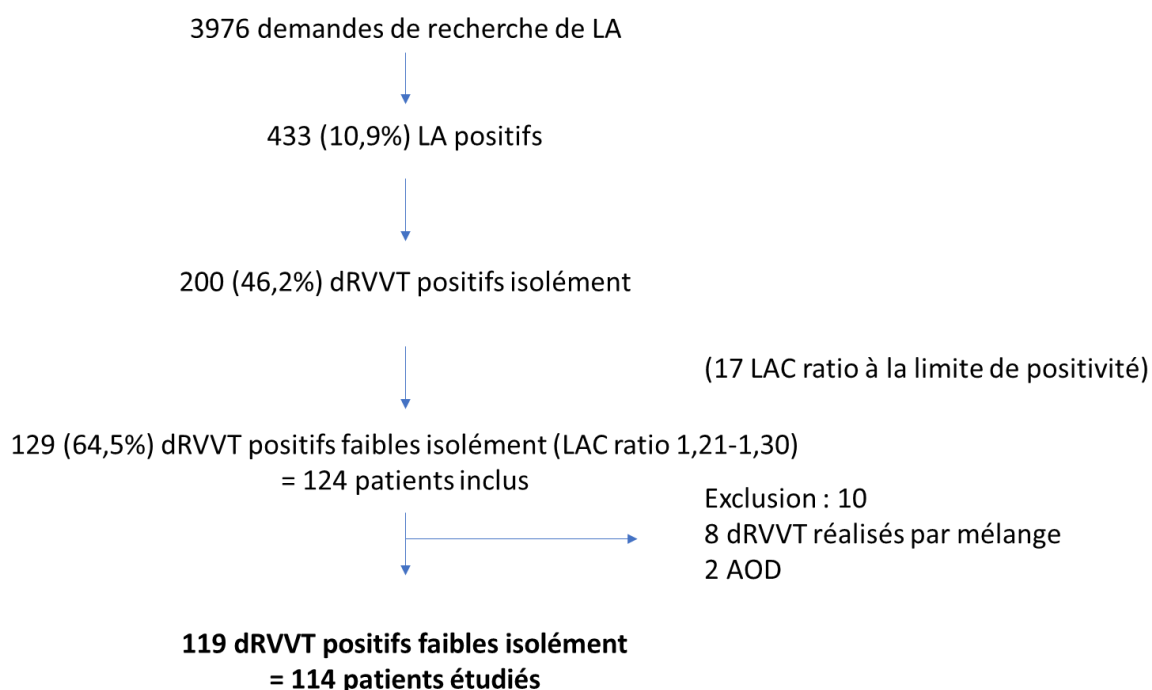 3976 demandes de recherche de LA
433 (10,9%) LA positifs
200 (46,2%) dRVVT positifs isolément
(17 LAC ratio à la limite de positivité)
129 (64,5%) dRVVT positifs faibles isolément (LAC ratio 1,21-1,30)
= 124 patients inclus
Exclusion : 10
8 dRVVT réalisés par mélange
2 AOD
119 dRVVT positifs faibles isolément
= 114 patients étudiés